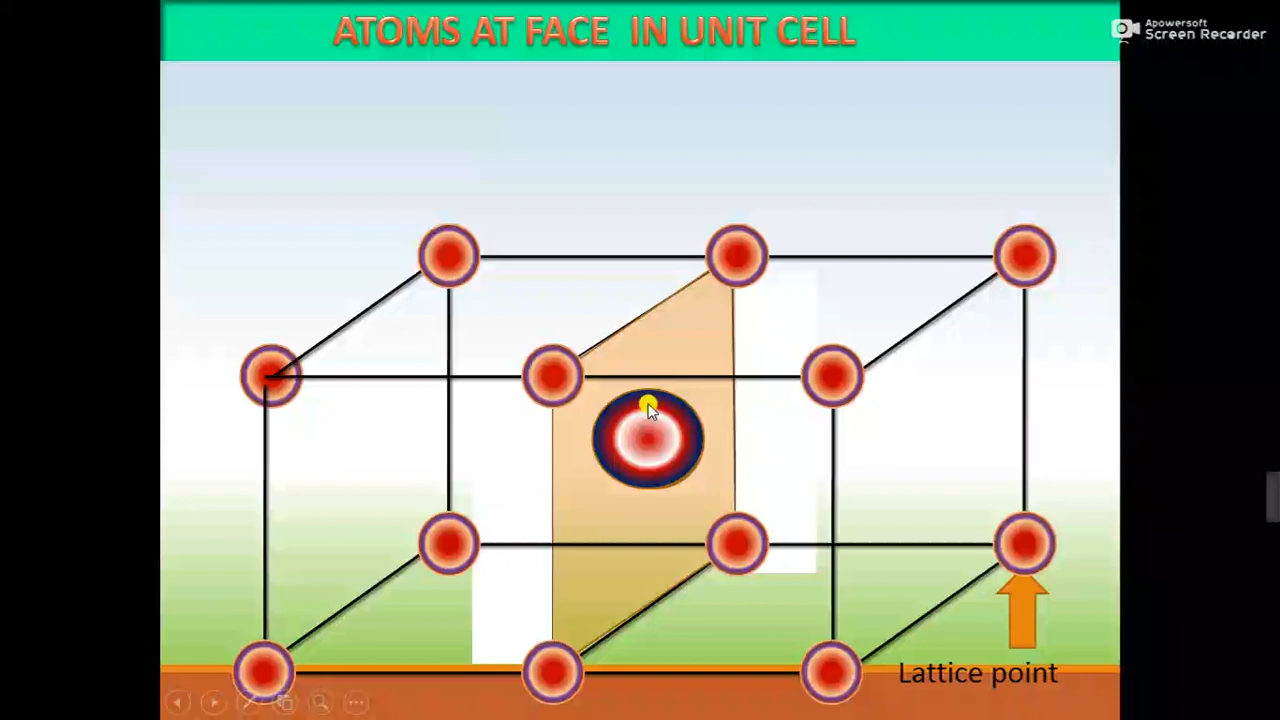 ATOMS AT FACE IN UNIT CELL
Apowersoft
Screen Recorder
Lattice point